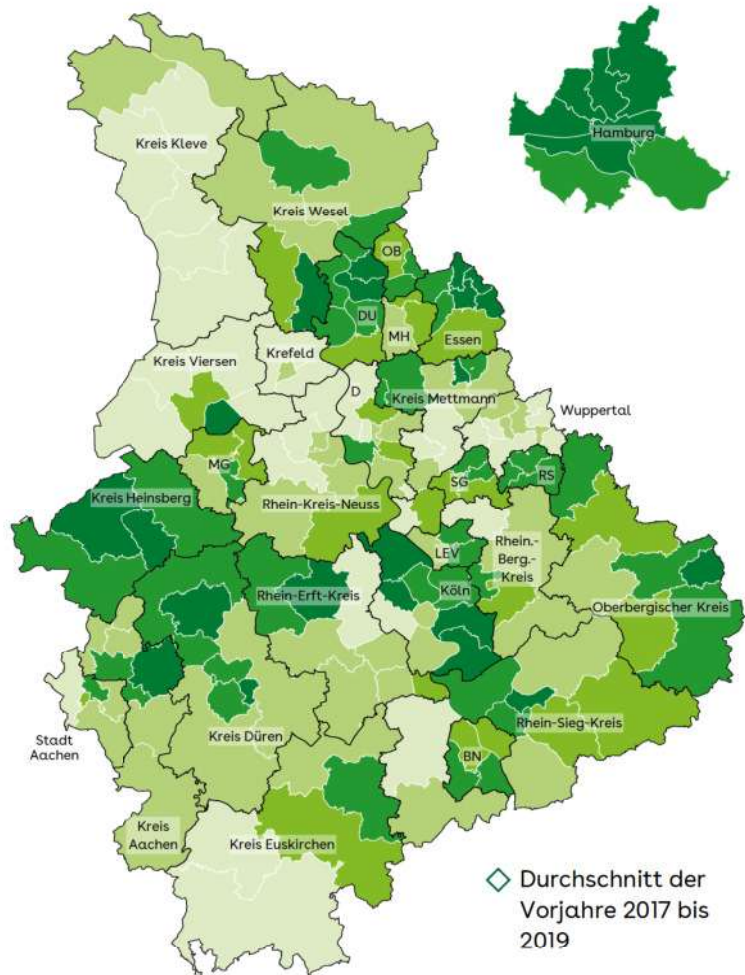 Hamburg
Kreis Kleve
Kreis Wesel
OB
DU
MH
Essen
Krefeld
Kreis Viersen
D
Kreis Mettmann
Wuppertal
MG
SG
RS
Kreis Heinsberg
Rhein-Kreis-Neuss
LEV
Rhein.-
Berg.-
Kreis
Rhein-Erft-Kreis
Köln
Oberbergischer Kreis
Rhein-Sieg-Kreis
Stadt
Aachen
Kreis Düren
BN
Kreis
Aachen
Kreis Euskirchen
Durchschnitt der
Vorjahre 2017 bis
2019